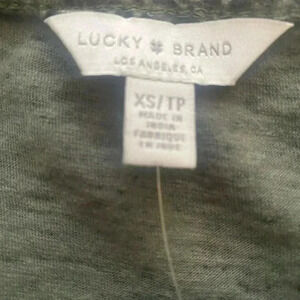 LUCKY BRAND
LOS ANGELES, CA
XS/TP
MADE IN
INDIA
FABRIQUÉ
EN INDE